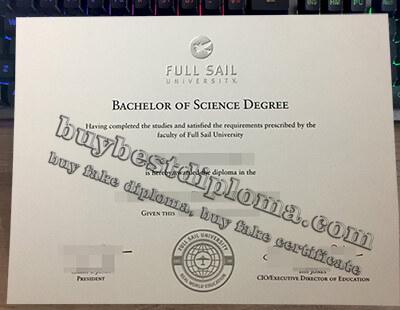 FULL SAIL
UNIVERSITY.
BACHELOR OF SCIENCE DEGREE
Having completed the studies and satisfied the requirements prescribed by the
faculty of Full Sail University
is hereby awarded the diploma in the
GIVEN THIS
buybestdiploma.com
buy fake diploma, buy fake certificate
FULL SAIL UNIVERSITY
REAL WORLD EDUCATION
PRESIDENT
CIO/EXECUTIVE DIRECTOR OF EDUCATION